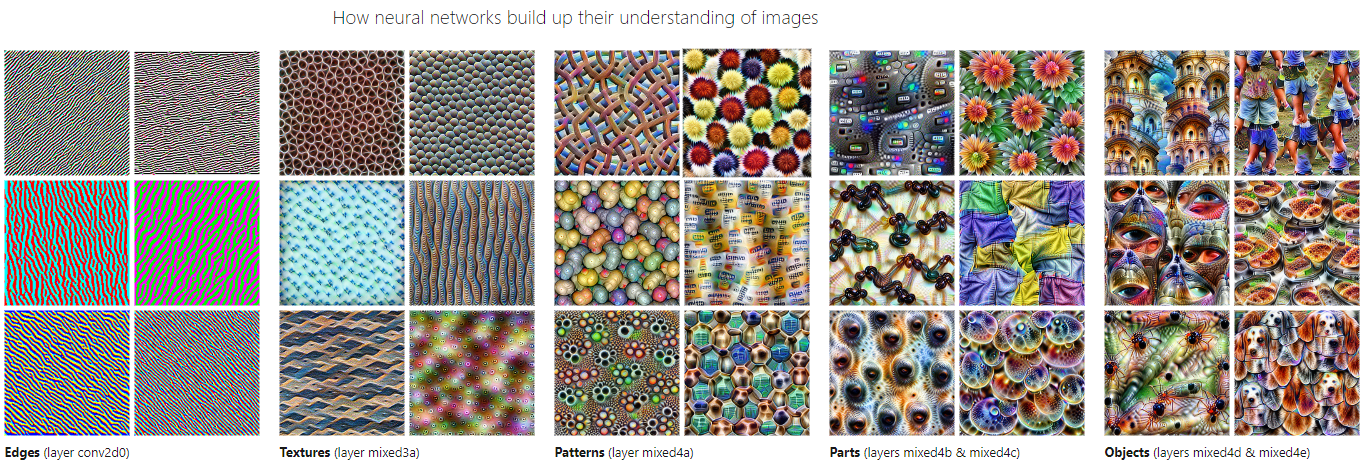 How neural networks build up their understanding of images
Edges (layer conv2d0)
Textures (layer mixed3a)
Patterns (layer mixed4a)
Parts (layers mixed4b & mixed4c)
Objects (layers mixed4d & mixed4e)